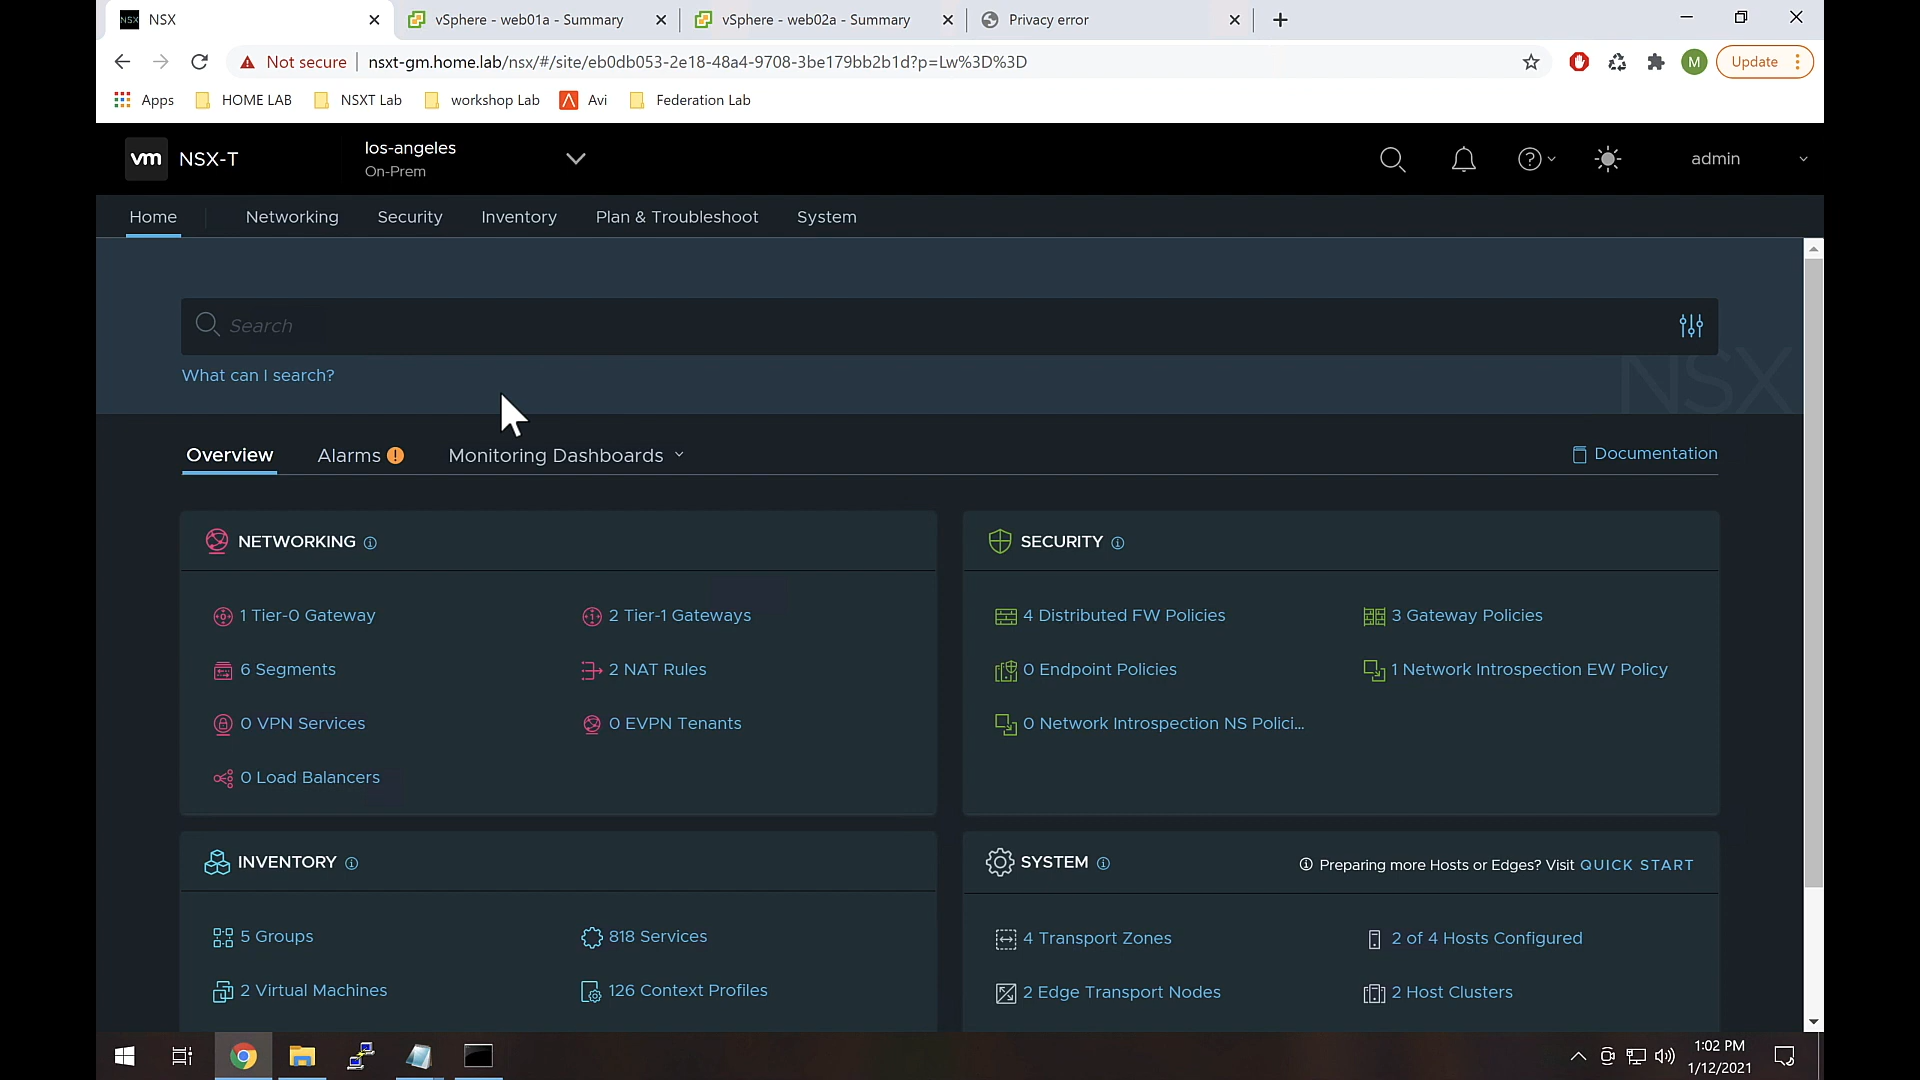 NSX
vSphere - web01a - Summary
vSphere - web02a - Summary
Privacy error
Not secure
nsxt-gm.home.lab/nsx/#/site/eb0db053-2e18-48a4-9708-3be179bb2b1d?p=Lw%3D%3D
M
Update
Apps
HOME LAB
NSXT Lab
workshop Lab
Avi
Federation Lab
vm NSX-T
los-angeles
On-Prem
admin
Home
Networking
Security
Inventory
Plan & Troubleshoot
System
Search
What can I search?
NSX
Overview
Alarms
Monitoring Dashboards
Documentation
NETWORKING
1 Tier-0 Gateway
2 Tier-1 Gateways
6 Segments
2 NAT Rules
0 VPN Services
0 EVPN Tenants
0 Load Balancers
SECURITY
4 Distributed FW Policies
3 Gateway Policies
0 Endpoint Policies
1 Network Introspection EW Policy
0 Network Introspection NS Polici...
INVENTORY
5 Groups
818 Services
2 Virtual Machines
126 Context Profiles
SYSTEM
Preparing more Hosts or Edges? Visit QUICK START
4 Transport Zones
2 of 4 Hosts Configured
2 Edge Transport Nodes
2 Host Clusters
1:02 PM
1/12/2021